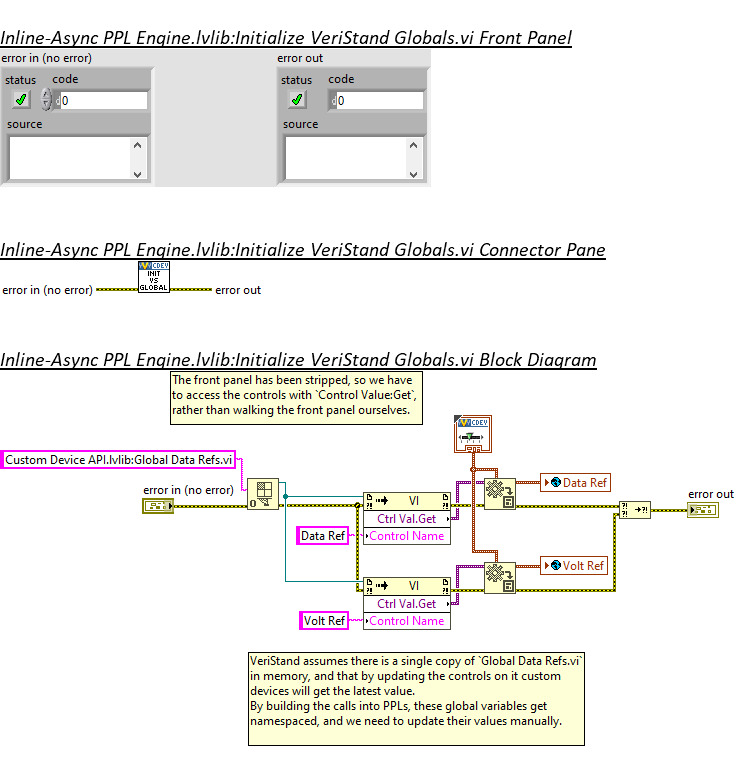 Inline-Async PPL Engine.lvlib:Initialize VeriStand Globals.vi Front Panel
error in (no error)
error out
status code
0
source
status code
0
source
Inline-Async PPL Engine.lvlib:Initialize VeriStand Globals.vi Connector Pane
CDEV
INIT
VS
GLOBAL
error in (no error)
error out
Inline-Async PPL Engine.lvlib:Initialize VeriStand Globals.vi Block Diagram
The front panel has been stripped, so we have
to access the controls with `Control Value:Get`,
rather than walking the front panel ourselves.
CDEV
Custom Device API.lvlib:Global Data Refs.vi
error in (no error)
VI
Ctrl Val.Get
Control Name
Data Ref
Data Ref
error out
VI
Ctrl Val.Get
Control Name
Volt Ref
Volt Ref
VeriStand assumes there is a single copy of `Global Data Refs.vi`
in memory, and that by updating the controls on it custom
devices will get the latest value.
By building the calls into PPLs, these global variables get
namespaced, and we need to update their values manually.